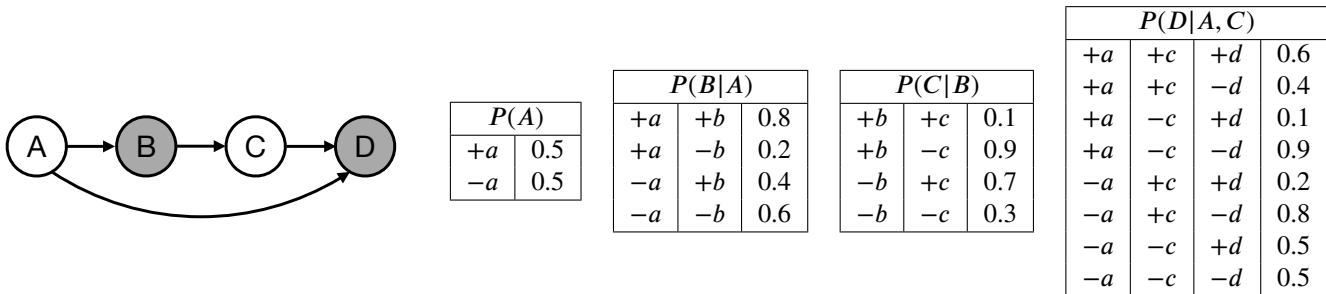 A B C D
P(A)
+a 0.5
−a 0.5
P(B|A)
+a +b 0.8
+a −b 0.2
−a +b 0.4
−a −b 0.6
P(C|B)
+b +c 0.1
+b −c 0.9
−b +c 0.7
−b −c 0.3
P(D|A, C)
+a +c +d 0.6
+a +c −d 0.4
+a −c +d 0.1
+a −c −d 0.9
−a +c +d 0.2
−a +c −d 0.8
−a −c +d 0.5
−a −c −d 0.5